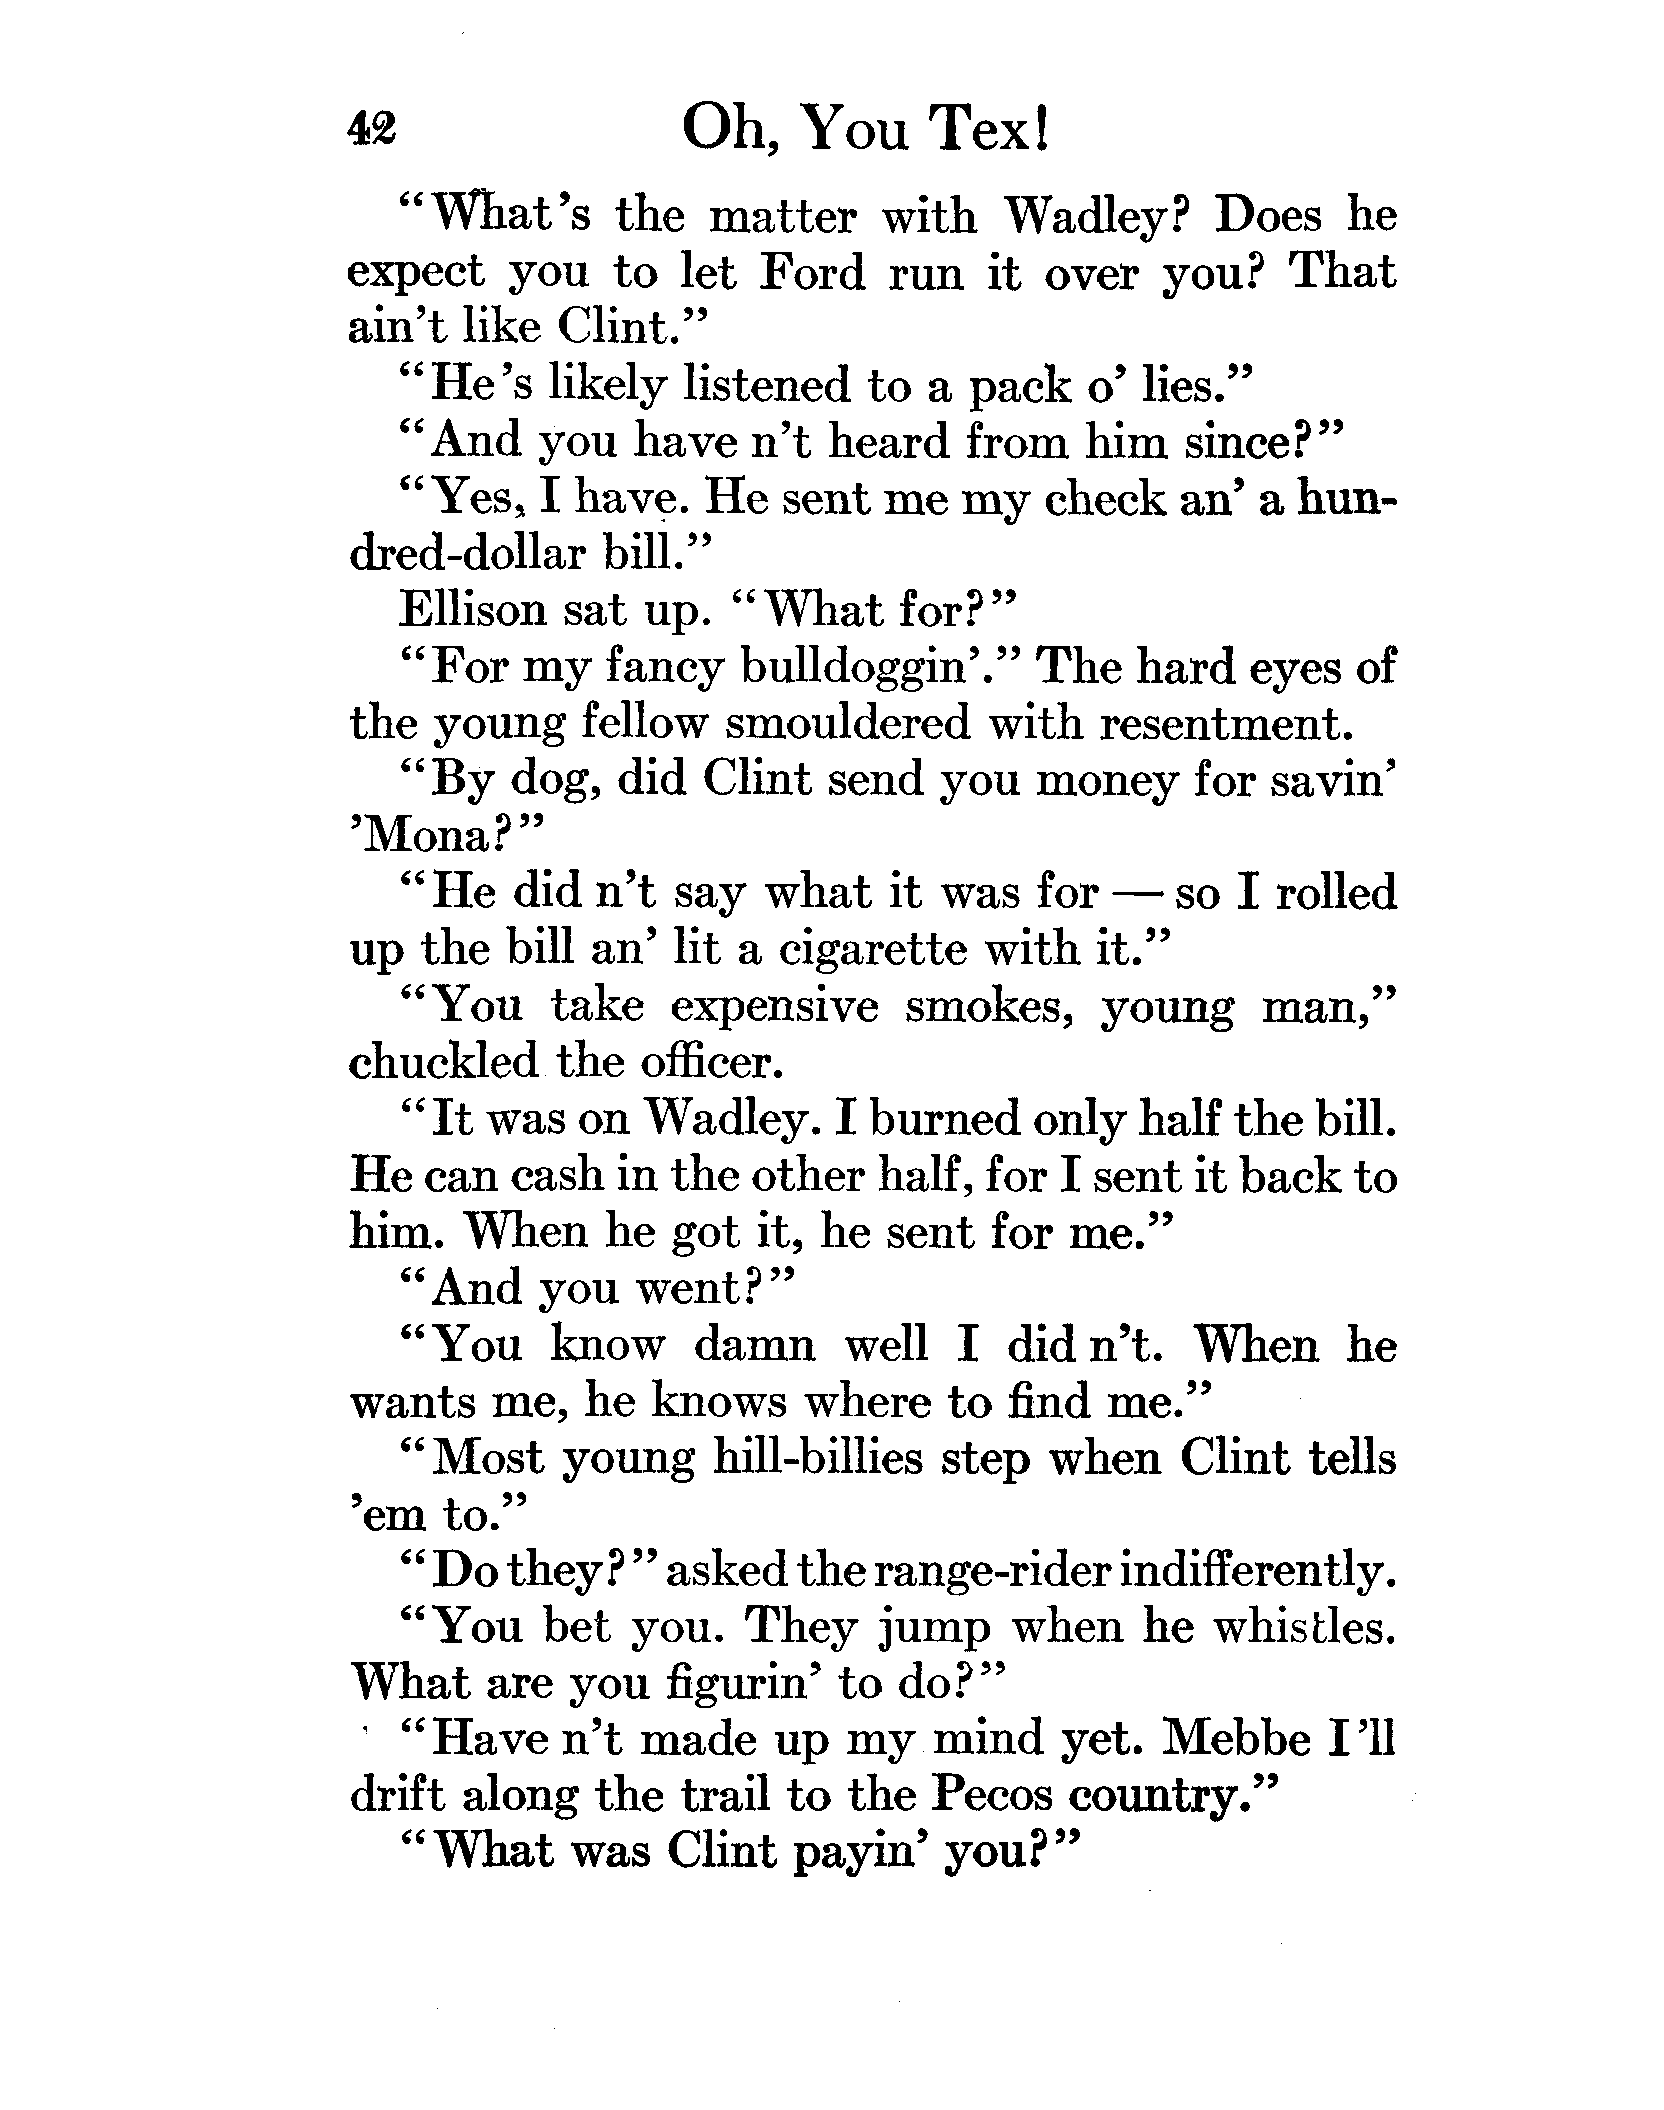 42 Oh, You Tex!
“What's the matter with Wadley? Does he
expect you to let Ford run it over you? That
ain't like Clint.”
“He's likely listened to a pack o' lies.”
“And you have n't heard from him since?”
“Yes, I have. He sent me my check an' a hun-
dred-dollar bill.”
Ellison sat up. “What for?”
“For my fancy bulldoggin'.” The hard eyes of
the young fellow smouldered with resentment.
“By dog, did Clint send you money for savin'
'Mona?”
“He did n't say what it was for — so I rolled
up the bill an' lit a cigarette with it.”
“You take expensive smokes, young man,”
chuckled the officer.
“It was on Wadley. I burned only half the bill.
He can cash in the other half, for I sent it back to
him. When he got it, he sent for me.”
“And you went?”
“You know damn well I did n't. When he
wants me, he knows where to find me.”
“Most young hill-billies step when Clint tells
'em to.”
“Do they?” asked the range-rider indifferently.
“You bet you. They jump when he whistles.
What are you figurin' to do?”
“Have n't made up my mind yet. Mebbe I'll
drift along the trail to the Pecos country.”
“What was Clint payin' you?”